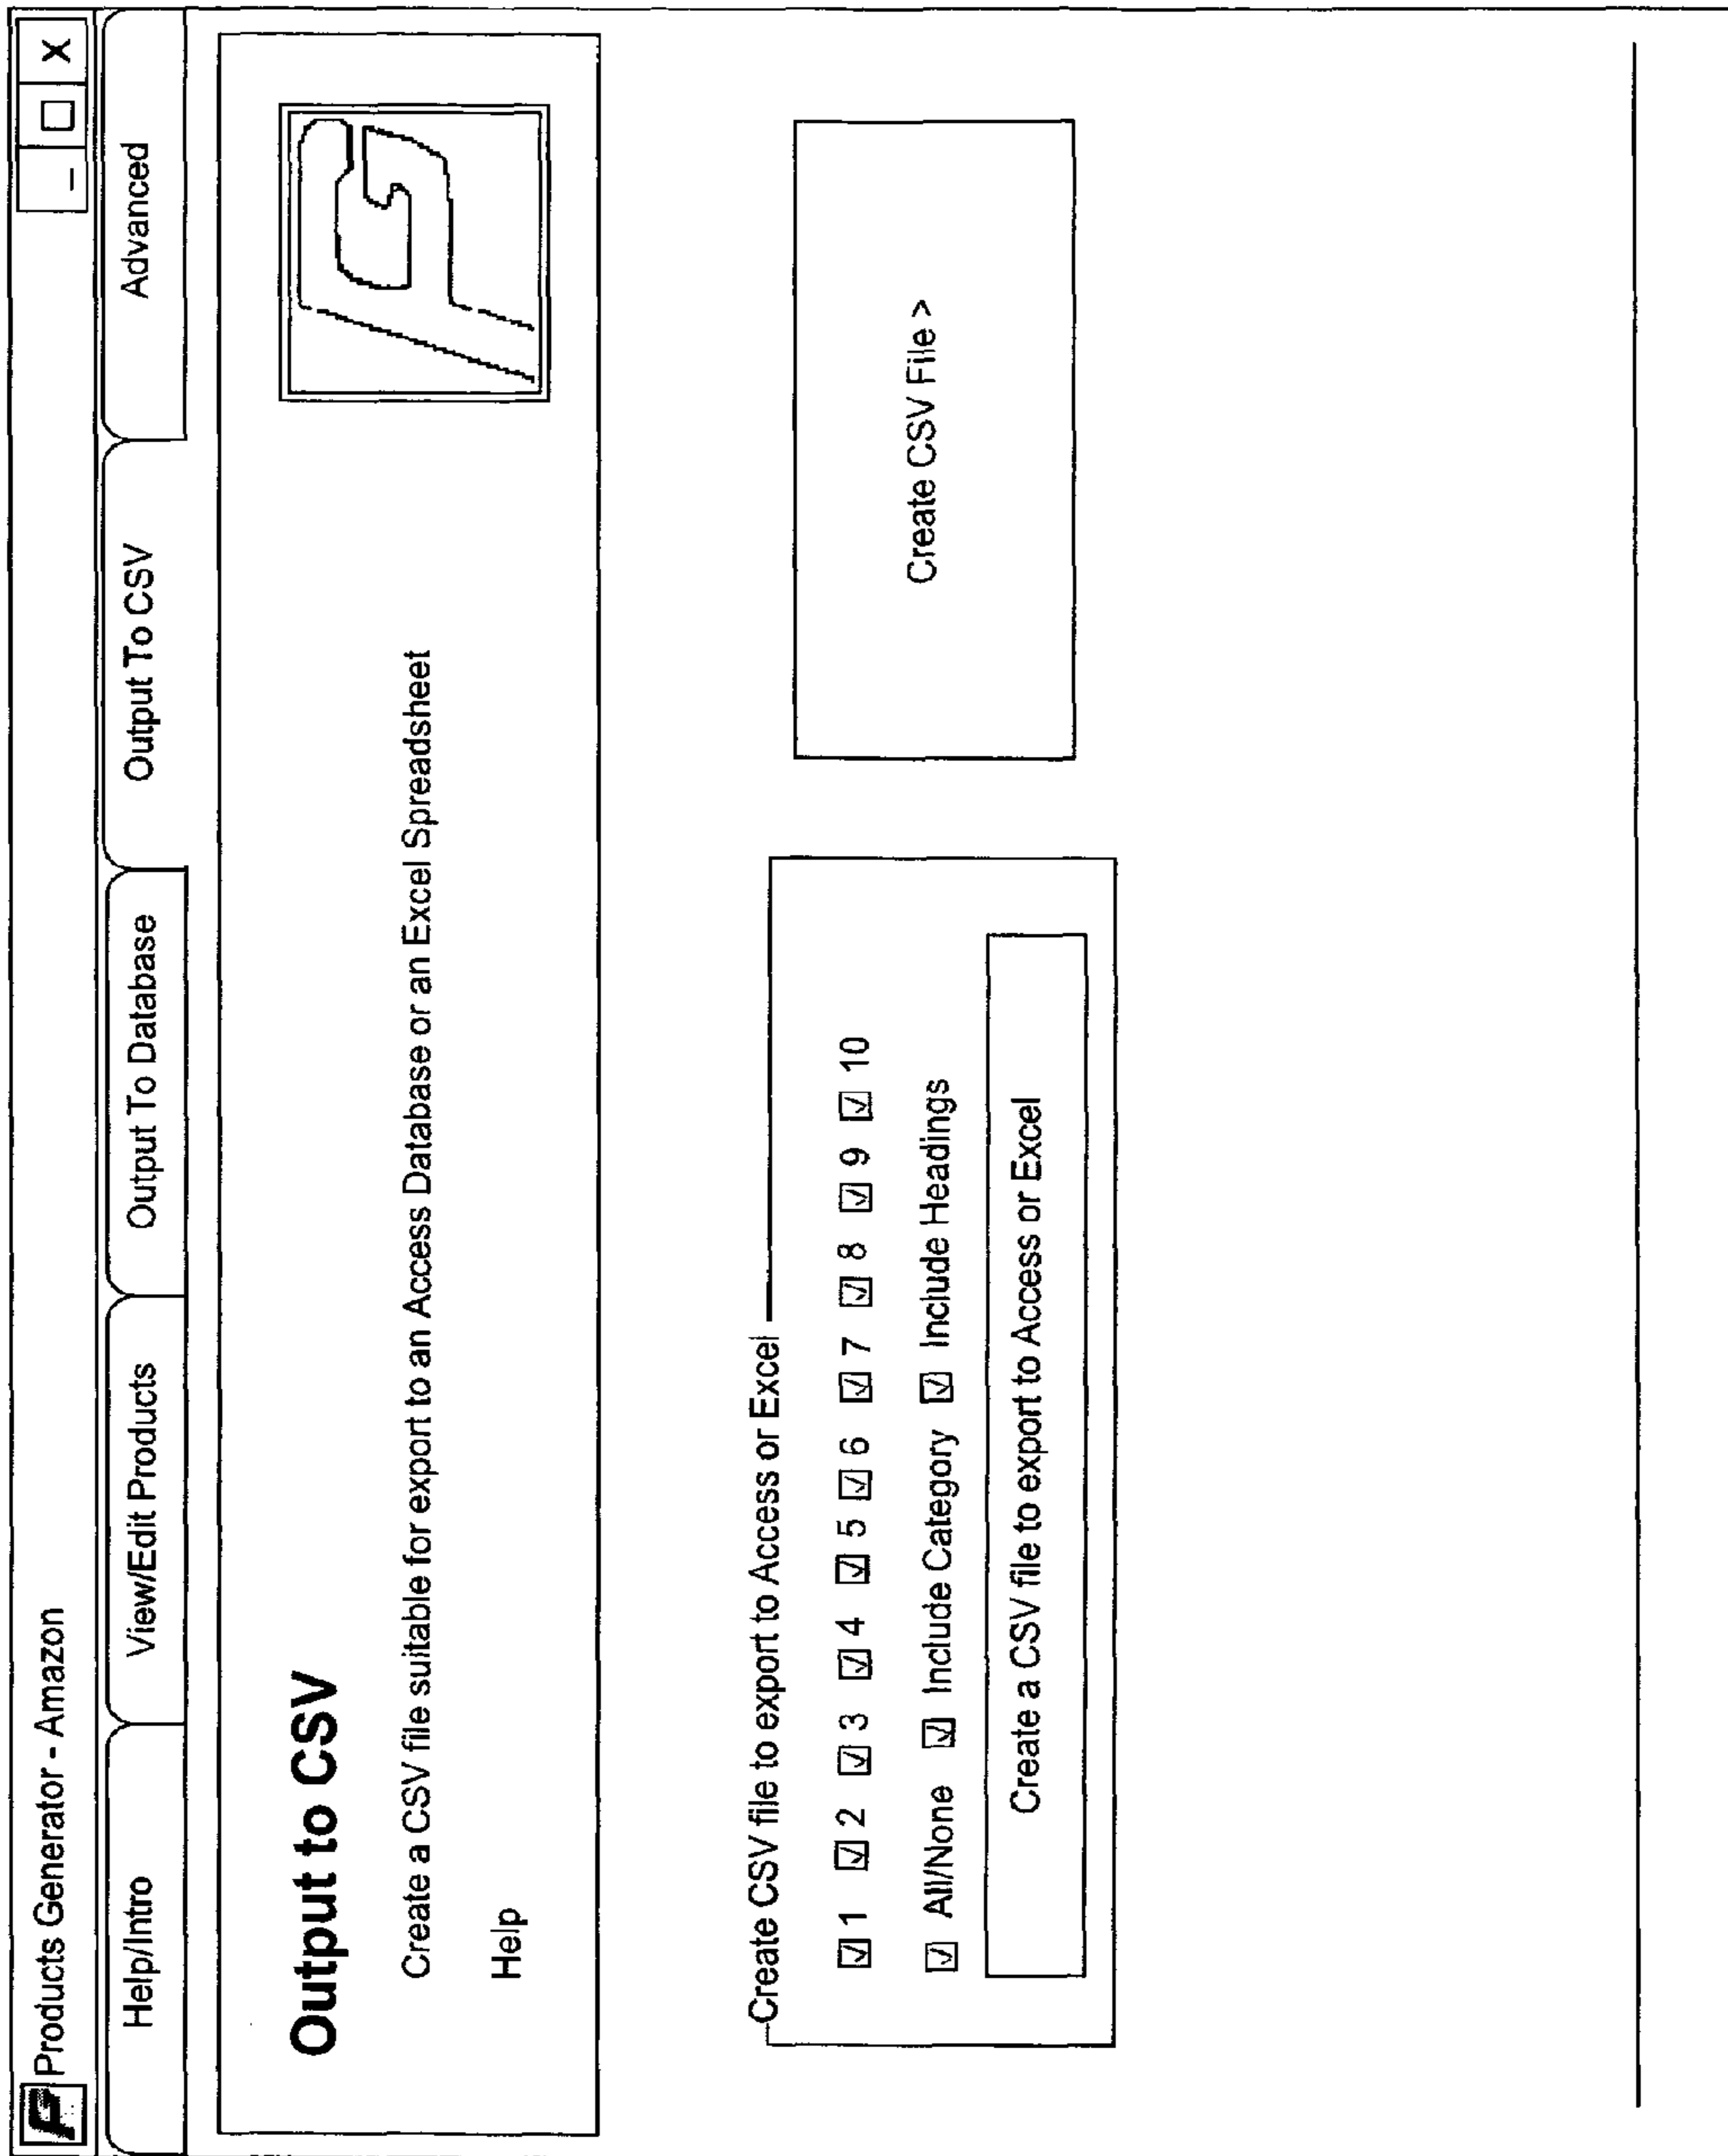 Products Generator - Amazon
Help/Intro View/Edit Products Output To Database Output To CSV Advanced
Output to CSV
Create a CSV file suitable for export to an Access Database or an Excel Spreadsheet
Help
Create CSV file to export to Access or Excel
1 2 3 4 5 6 7 8 9 10
All/None Include Category Include Headings
Create a CSV file to export to Access or Excel
Create CSV File >